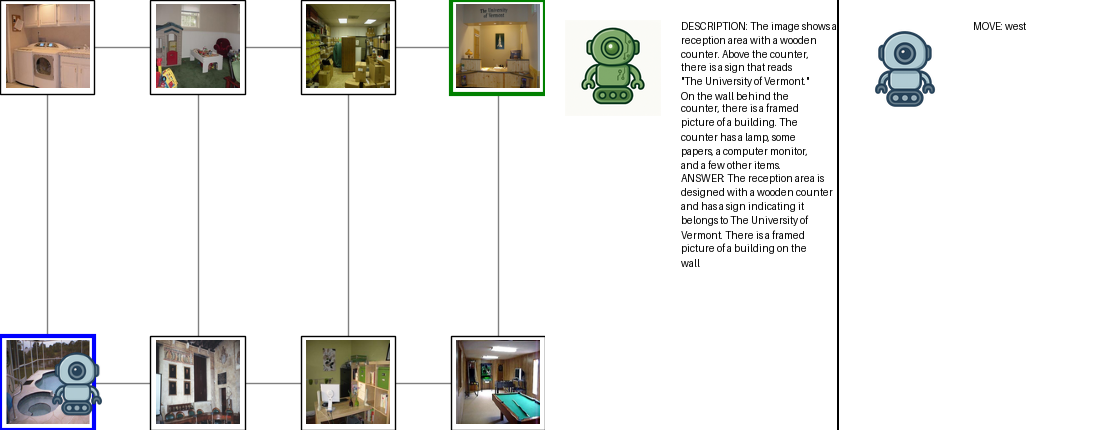 The University
of Vermont
DESCRIPTION: The image shows a
reception area with a wooden
counter. Above the counter,
there is a sign that reads
"The University of Vermont."
On the wall behind the
counter, there is a framed
picture of a building. The
counter has a lamp, some
papers, a computer monitor,
and a few other items.
ANSWER: The reception area is
designed with a wooden counter
and has a sign indicating it
belongs to The University of
Vermont. There is a framed
picture of a building on the
wall
MOVE: west